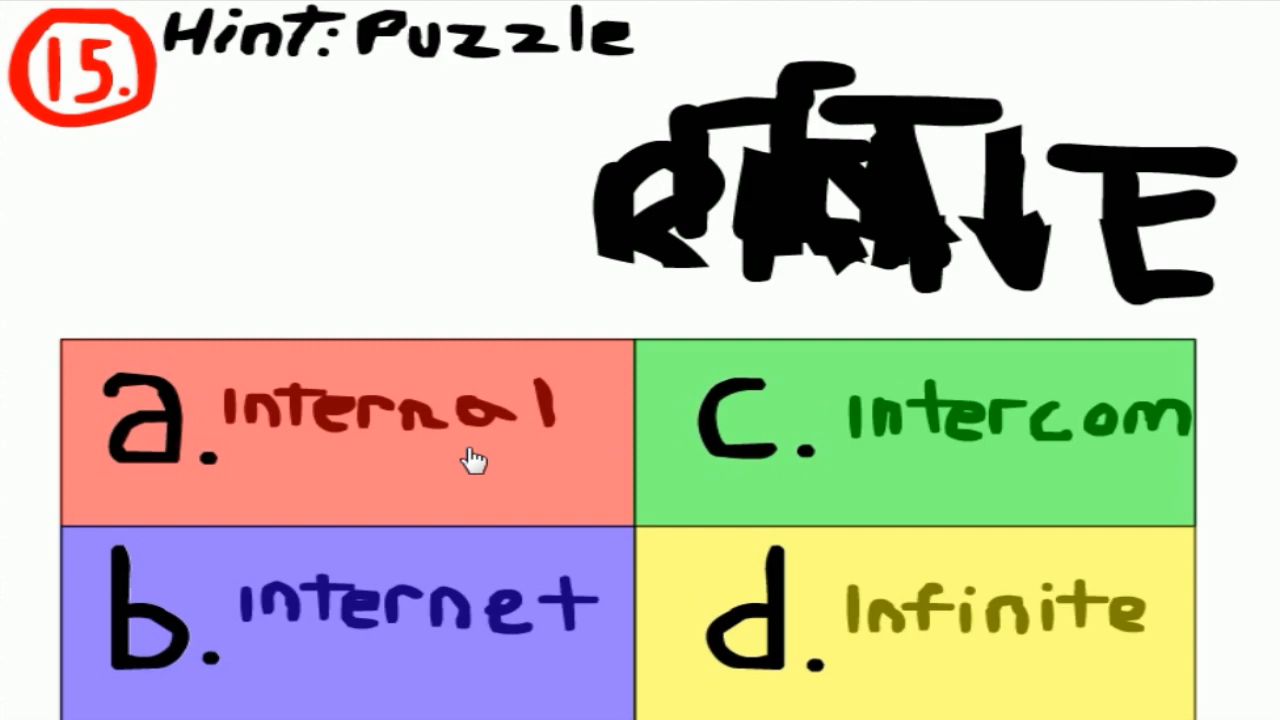 15. Hint: Puzzle
a. Internal
c. Intercom
b. Internet
d. Infinite